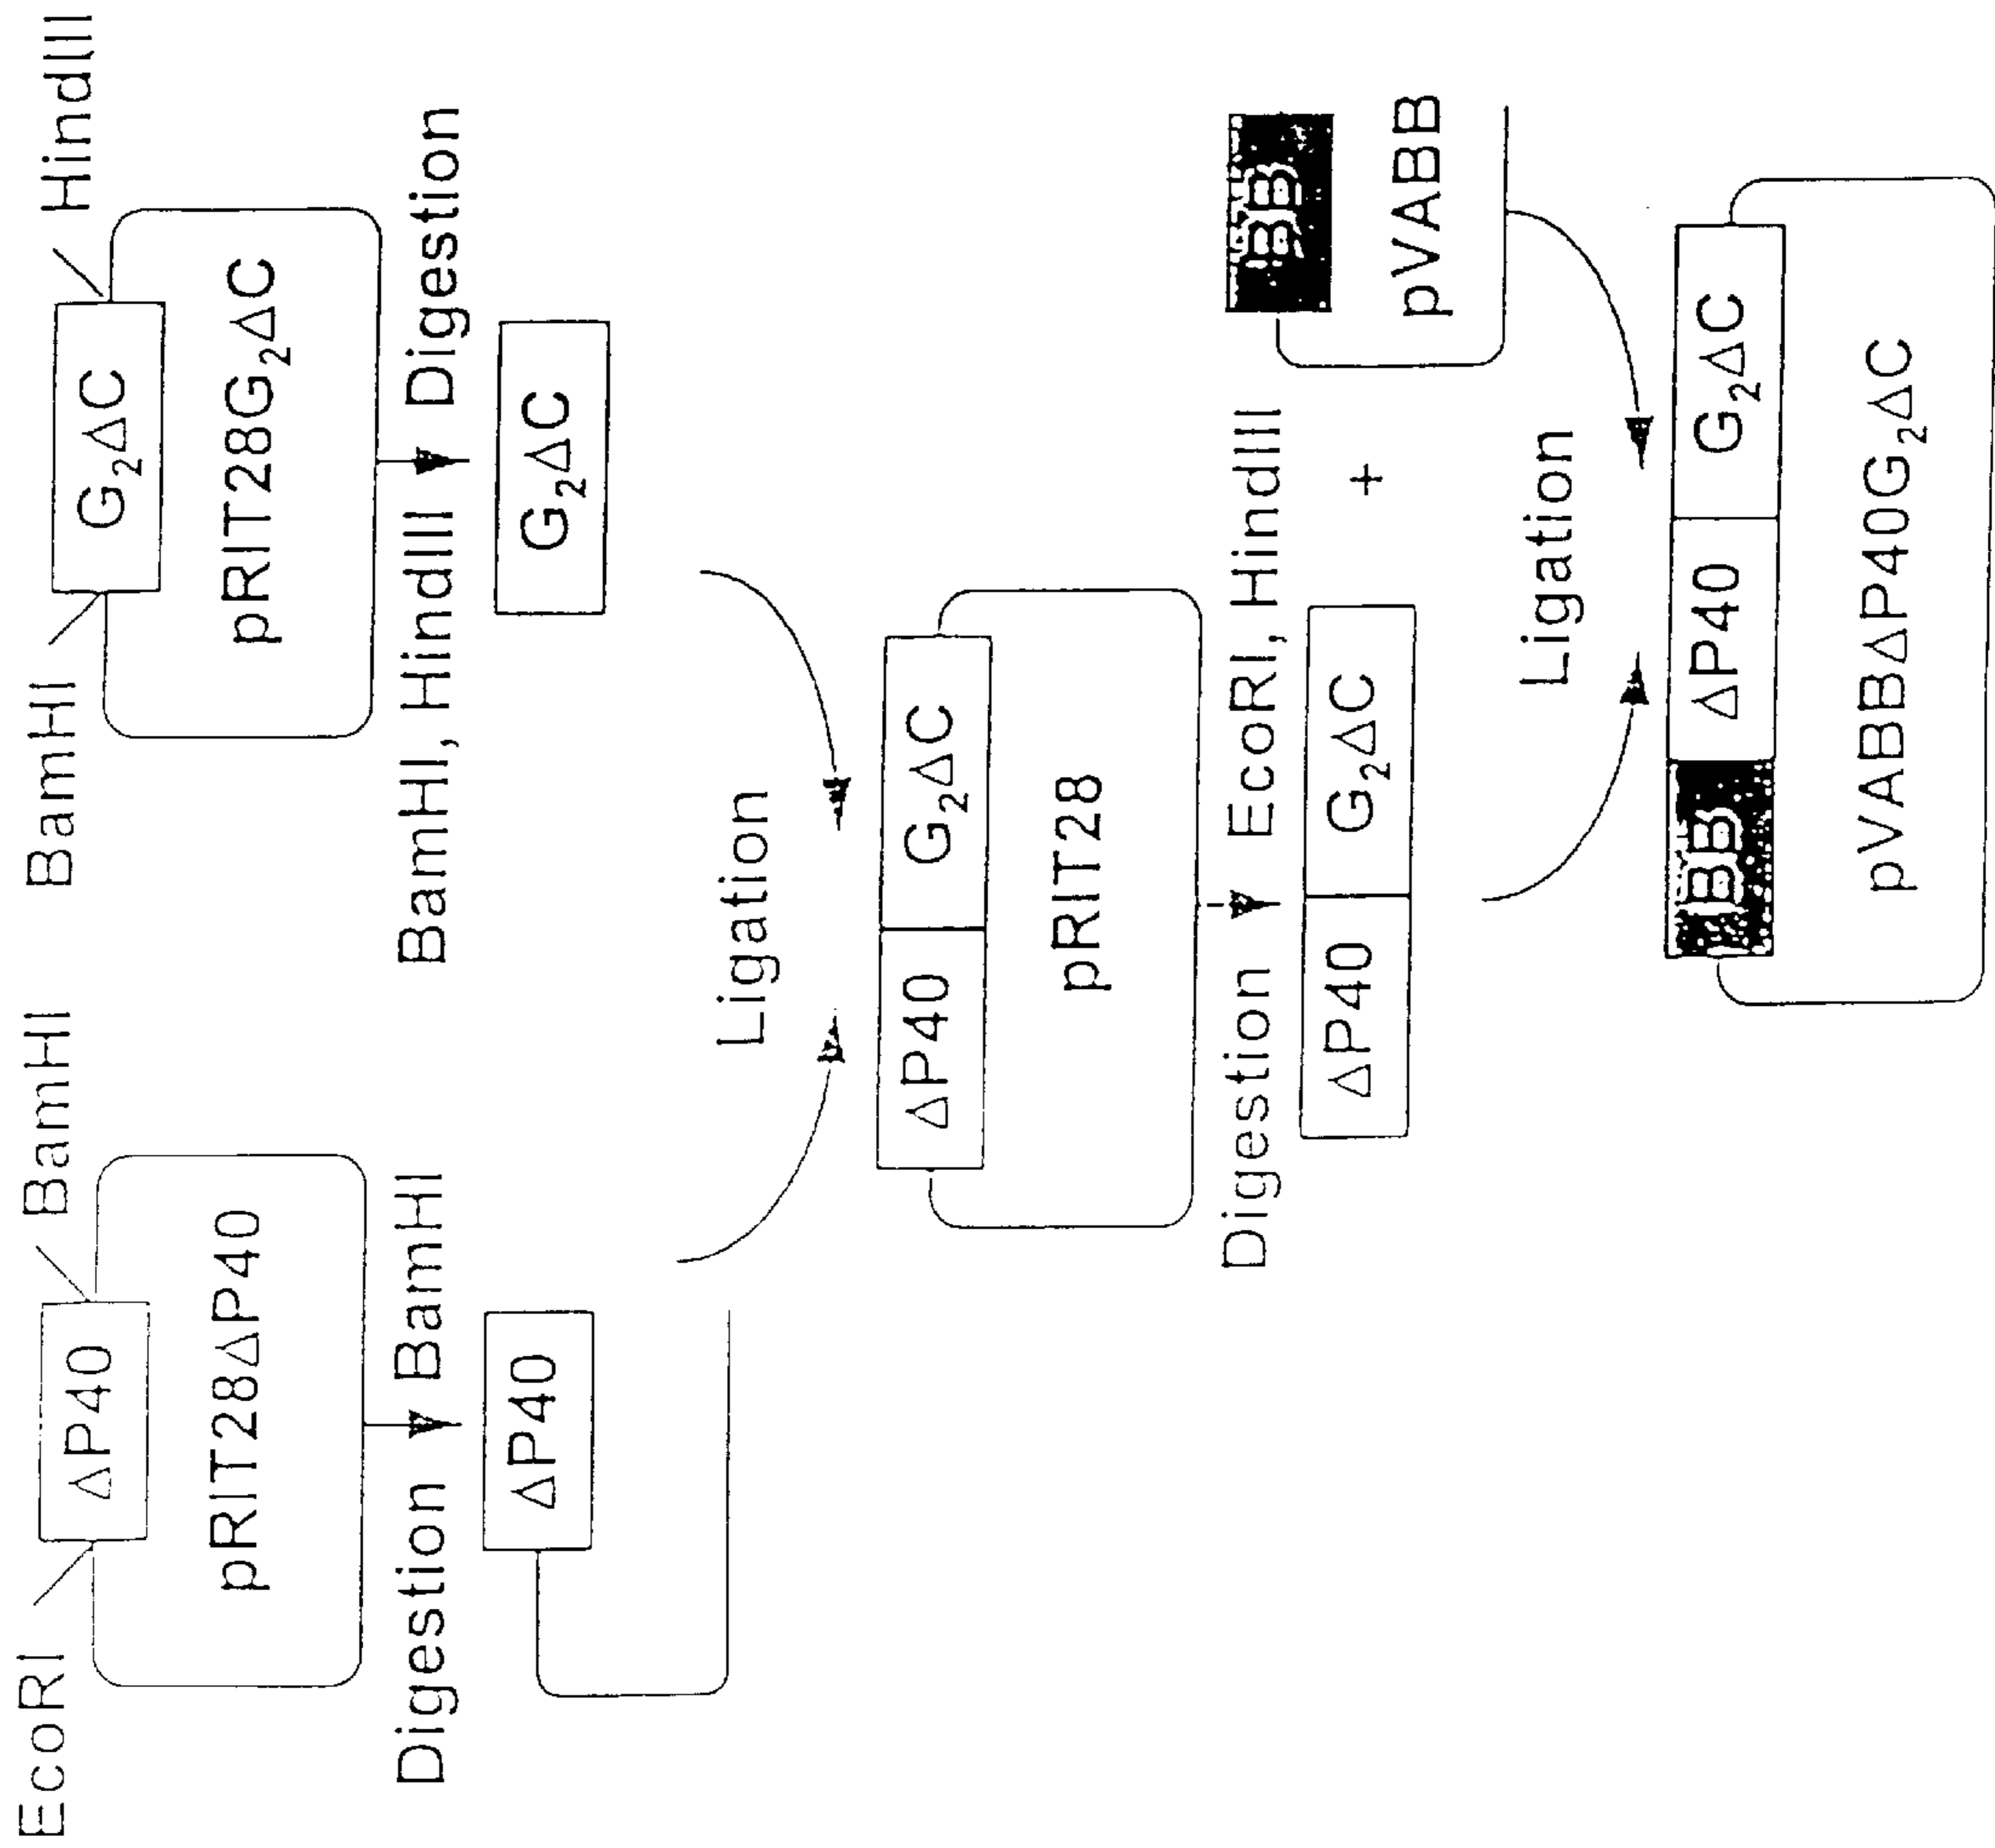 EcoRI BamHI BamHI HindIII
ΔP40 G₂ΔC
pRIT28ΔP40 pRIT28G₂ΔC
Digestion BamHI BamHI, HindIII Digestion
ΔP40 G₂ΔC
Ligation
ΔP40 G₂ΔC
pRIT28
Digestion EcoRI, HindIII
ΔP40 G₂ΔC + BB
pVABB
Ligation
BB ΔP40 G₂ΔC
pVABBΔP40G₂ΔC